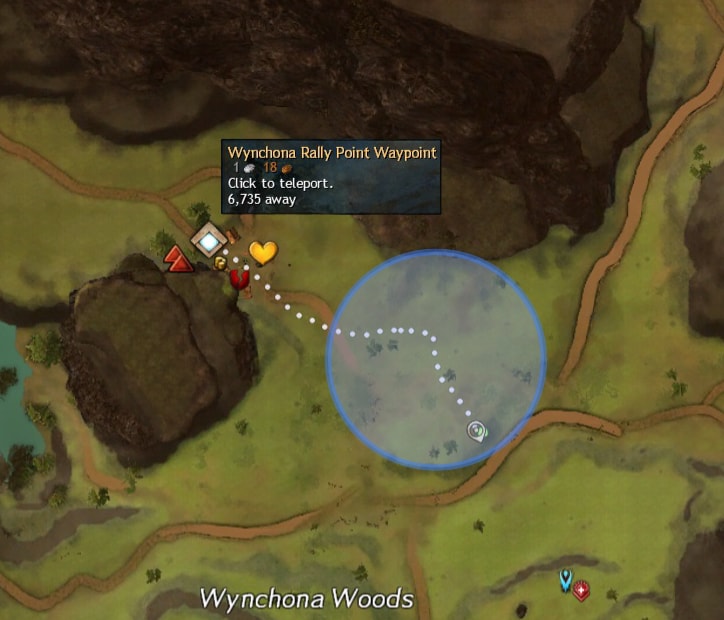 Wynchona Rally Point Waypoint
1 18
Click to teleport.
6,735 away
Wynchona Woods